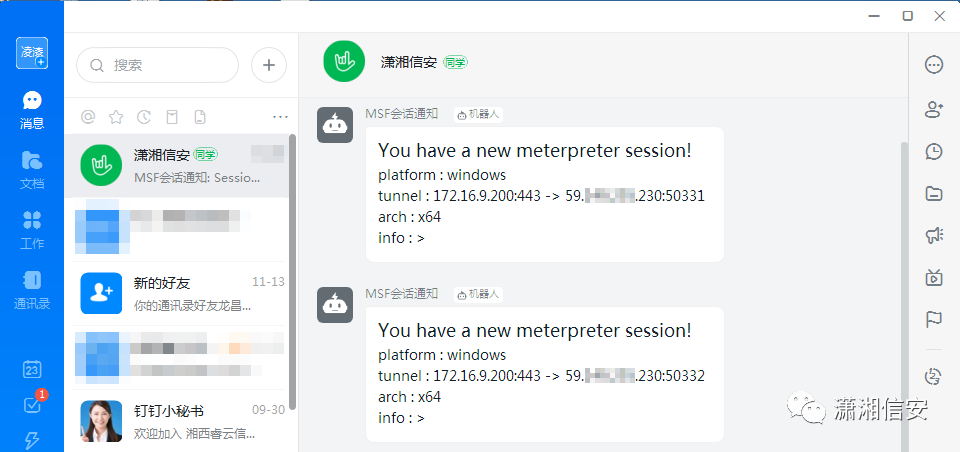 凌凑
搜索
消息
文档
工作
通讯录
23
1
潇湘信安 同学
MSF会话通知: Sessio...
新的好友
11-13
你的通讯录好友龙昌...
钉钉小秘书
09-30
欢迎加入 湘西睿云信...
潇湘信安 同学
MSF会话通知 机器人
You have a new meterpreter session!
platform : windows
tunnel : 172.16.9.200:443 -> 59. .230:50331
arch : x64
info : >
MSF会话通知 机器人
You have a new meterpreter session!
platform : windows
tunnel : 172.16.9.200:443 -> 59. .230:50332
arch : x64
info : >
潇湘信安